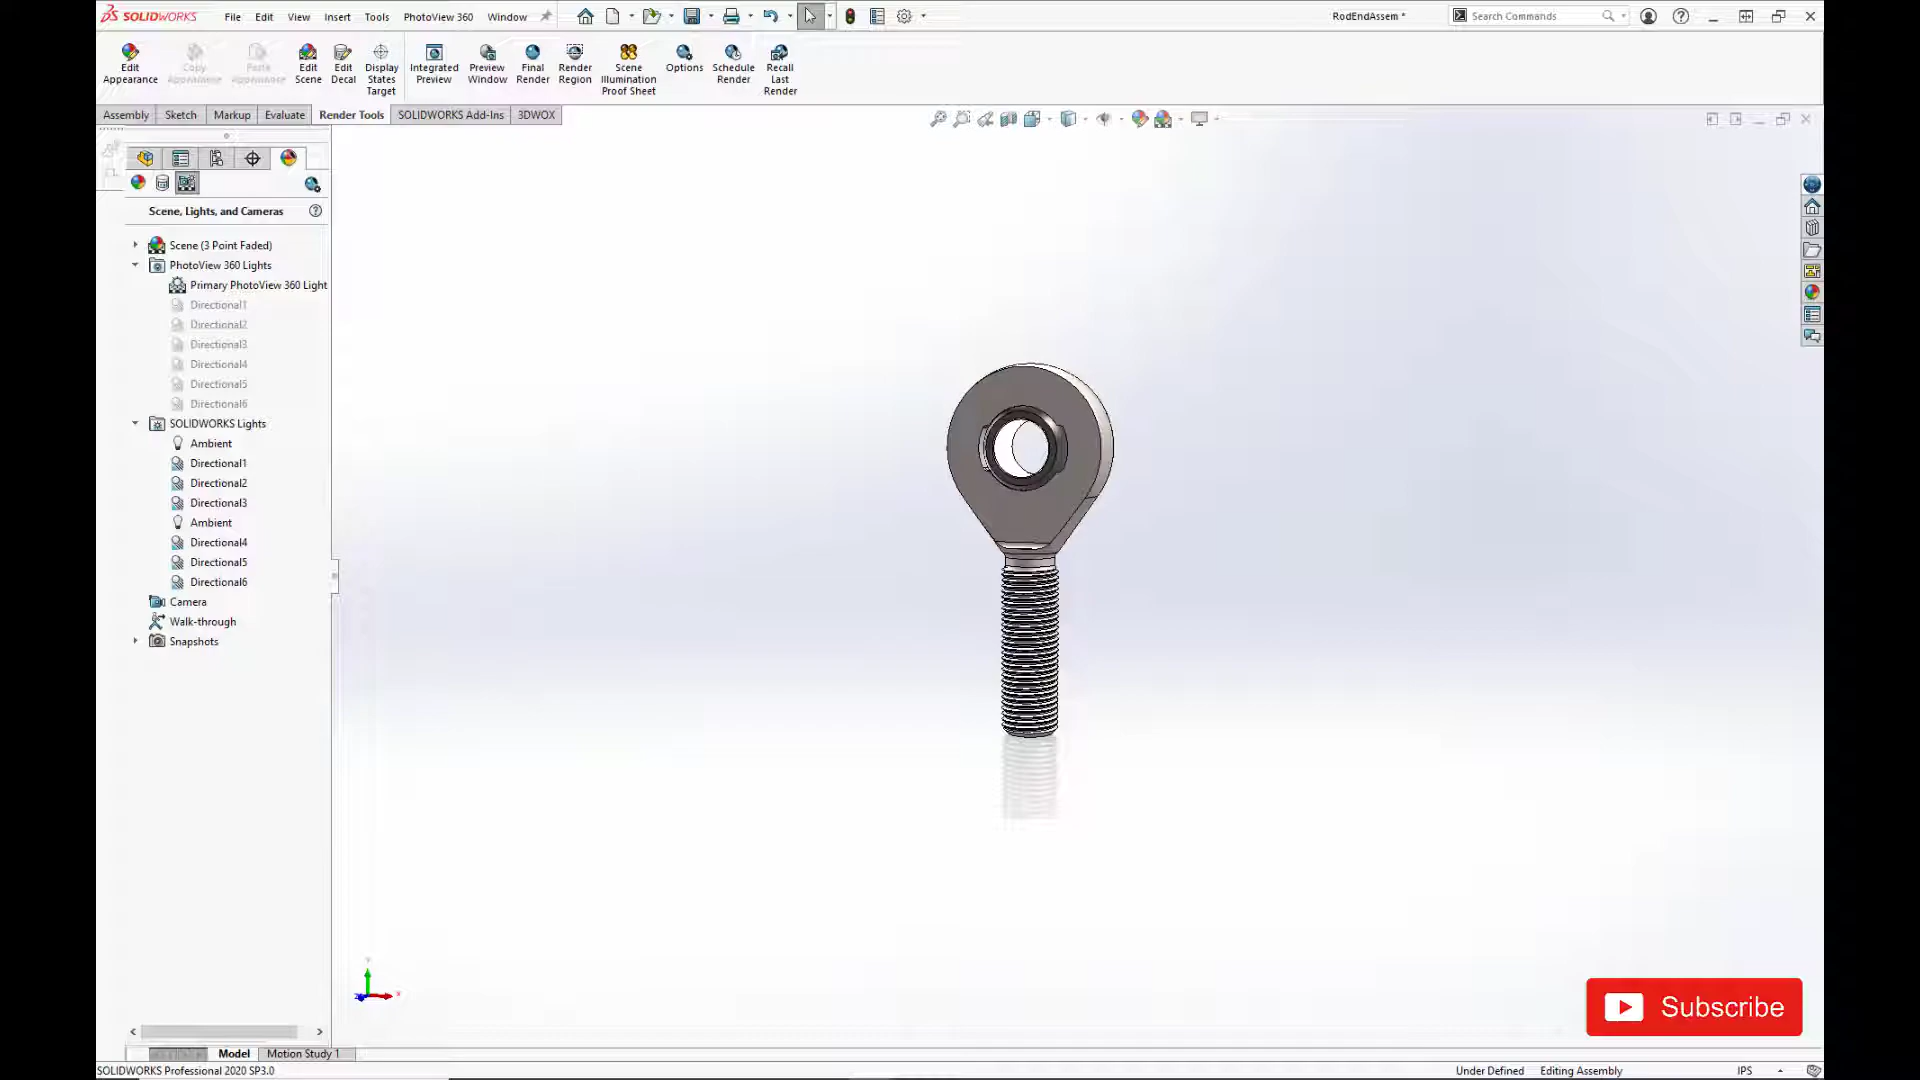 SOLIDWORKS File Edit View Insert Tools PhotoView 360 Window RodEndAssem * Search Commands
Edit Appearance
Copy Appearance
Paste Appearance
Edit Scene
Edit Decal
Display States Target
Integrated Preview
Preview Window
Final Render
Render Region
Scene Illumination Proof Sheet
Options
Schedule Render
Recall Last Render
Assembly Sketch Markup Evaluate Render Tools SOLIDWORKS Add-Ins 3DWOX
Scene, Lights, and Cameras
Scene (3 Point Faded)
PhotoView 360 Lights
Primary PhotoView 360 Light
Directional1
Directional2
Directional3
Directional4
Directional5
Directional6
SOLIDWORKS Lights
Ambient
Directional1
Directional2
Directional3
Ambient
Directional4
Directional5
Directional6
Camera
Walk-through
Snapshots
Subscribe
Model Motion Study 1
SOLIDWORKS Professional 2020 SP3.0 Under Defined Editing Assembly IPS